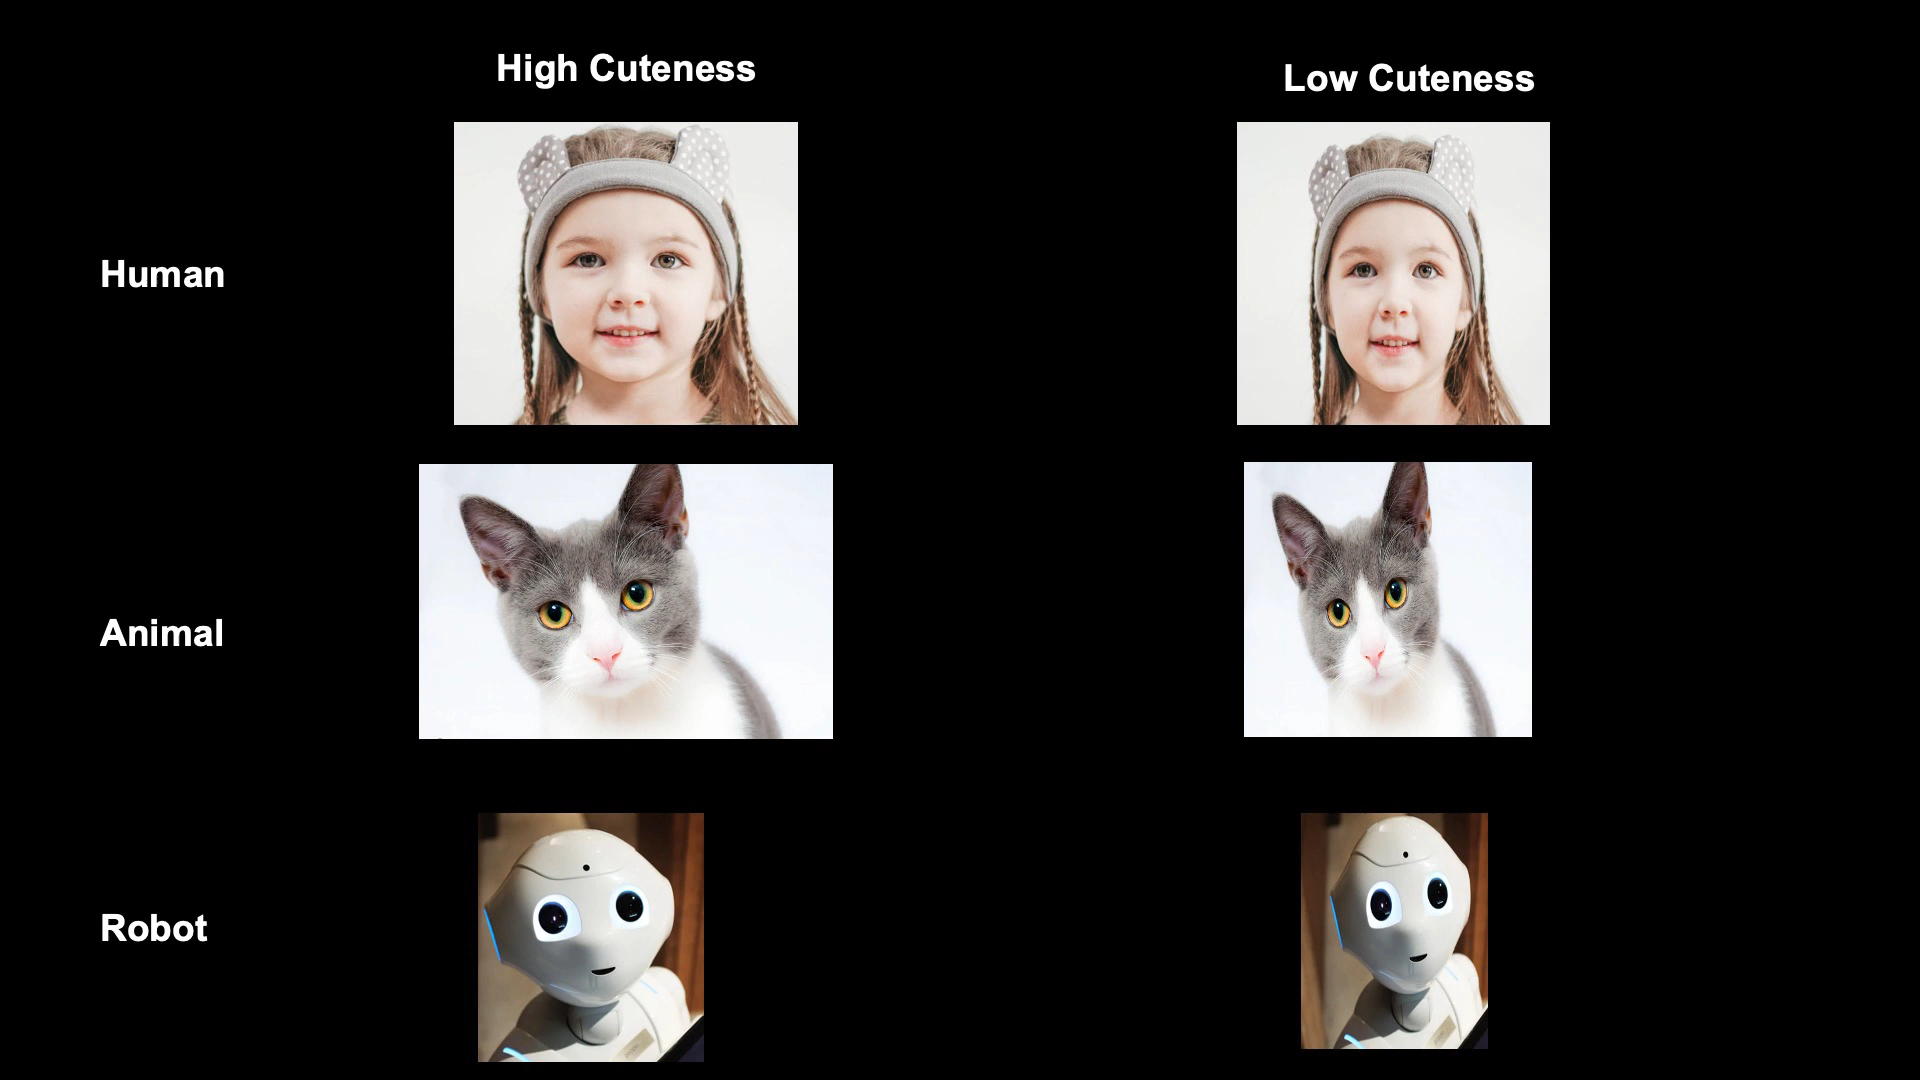 High Cuteness
Low Cuteness
Human
Animal
Robot